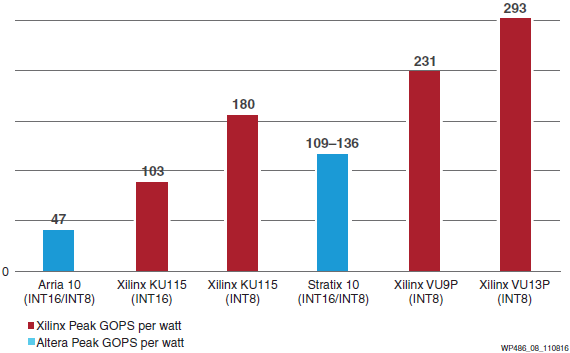 293
231
180
109–136
103
47
0
Arria 10
(INT16/INT8)
Xilinx KU115
(INT16)
Xilinx KU115
(INT8)
Stratix 10
(INT16/INT8)
Xilinx VU9P
(INT8)
Xilinx VU13P
(INT8)
Xilinx Peak GOPS per watt
Altera Peak GOPS per watt
WP486_08_110816